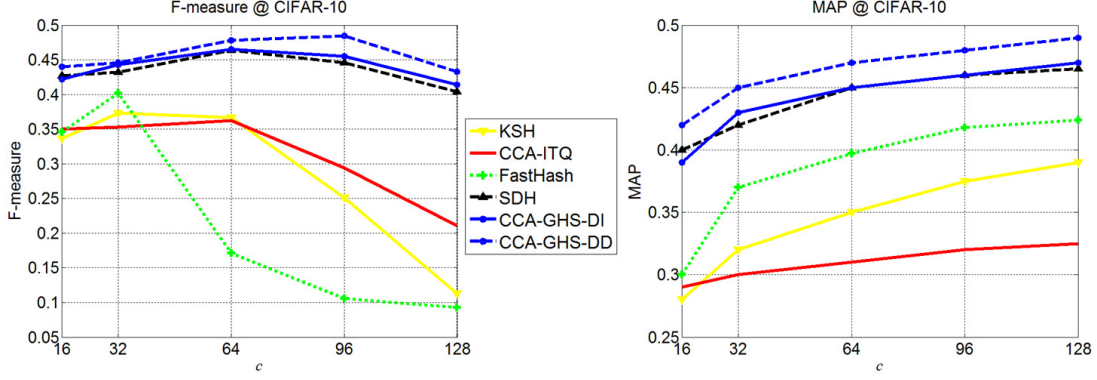 F-measure @ CIFAR-10
0.5
0.45
0.4
0.35
0.3
0.25
0.2
0.15
0.1
0.05
F-measure
16 32 64 96 128
c
KSH
CCA-ITQ
FastHash
SDH
CCA-GHS-DI
CCA-GHS-DD
MAP @ CIFAR-10
0.5
0.45
0.4
0.35
0.3
0.25
MAP
16 32 64 96 128
c